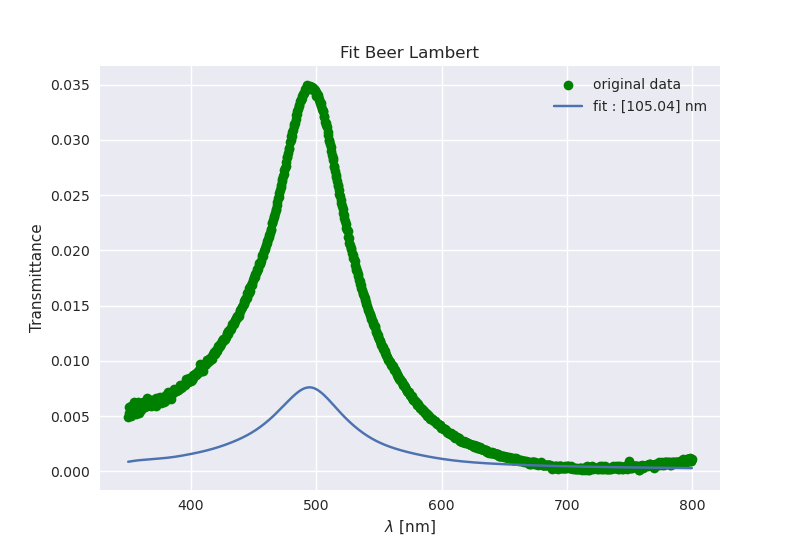 Fit Beer Lambert
original data
fit : [105.04] nm
Transmittance
0.035
0.030
0.025
0.020
0.015
0.010
0.005
0.000
400 500 600 700 800
λ [nm]